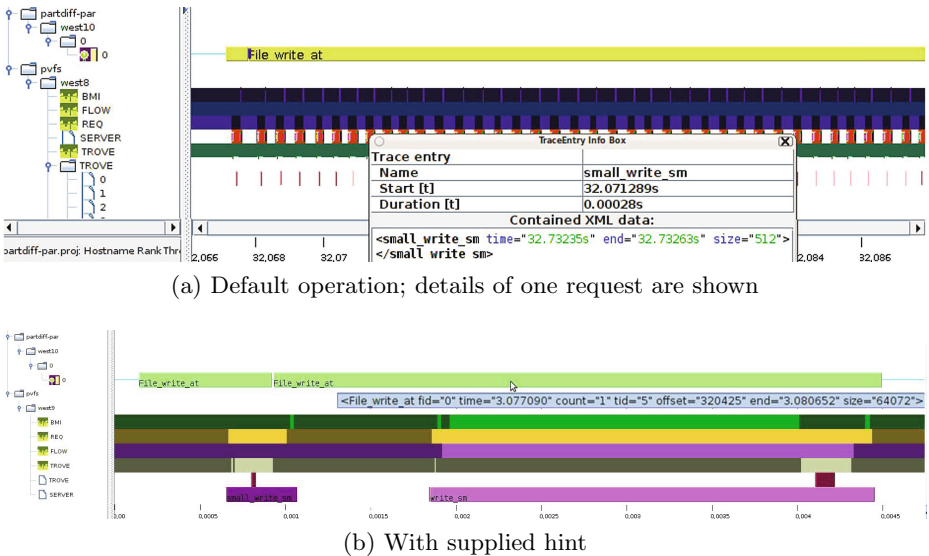 partdiff-par
west10
0
0
File write at
pvfs
west8
BMI
FLOW
REQ
SERVER
TROVE
TROVE
0
1
2
TraceEntry Info Box
Trace entry
Name small_write_sm
Start [t] 32.071289s
Duration [t] 0.00028s
Contained XML data:
<small_write_sm time="32.73235s" end="32.73263s" size="512">
</small write sm>
partdiff-par.proj: Hostname Rank Thr
2,066 32,068 32,07 32,084 32,086
(a) Default operation; details of one request are shown
partdiff-par
west10
0
0
File_write_at File_write_at
<File_write_at fid="0" time="3.077090" count="1" tid="5" offset="320425" end="3.080652" size="64072">
pvfs
west9
BMI
REQ
FLOW
TROVE
TROVE
SERVER
small_write_sm write_sm
0,00 0,0005 0,001 0,0015 0,002 0,0025 0,003 0,0035 0,004 0,0045
(b) With supplied hint